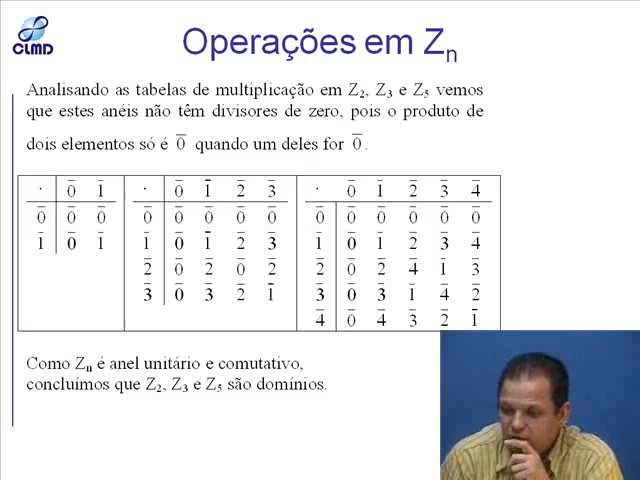 CLMD
Operações em Zn
Analisando as tabelas de multiplicação em Z2, Z3 e Z5 vemos
que estes anéis não têm divisores de zero, pois o produto de
dois elementos só é 0̅ quando um deles for 0̅.
· 0̅ 1̅ · 0̅ 1̅ 2̅ 3̅ · 0̅ 1̅ 2̅ 3̅ 4̅
0̅ 0̅ 0̅ 0̅ 0̅ 0̅ 0̅ 0̅ 0̅ 0̅ 0̅ 0̅ 0̅ 0̅
1̅ 0̅ 1̅ 1̅ 0̅ 1̅ 2̅ 3̅ 1̅ 0̅ 1̅ 2̅ 3̅ 4̅
2̅ 0̅ 2̅ 0̅ 2̅ 2̅ 0̅ 2̅ 4̅ 1̅ 3̅
3̅ 0̅ 3̅ 2̅ 1̅ 3̅ 0̅ 3̅ 1̅ 4̅ 2̅
4̅ 0̅ 4̅ 3̅ 2̅ 1̅
Como Zn é anel unitário e comutativo,
concluímos que Z2, Z3 e Z5 são domínios.